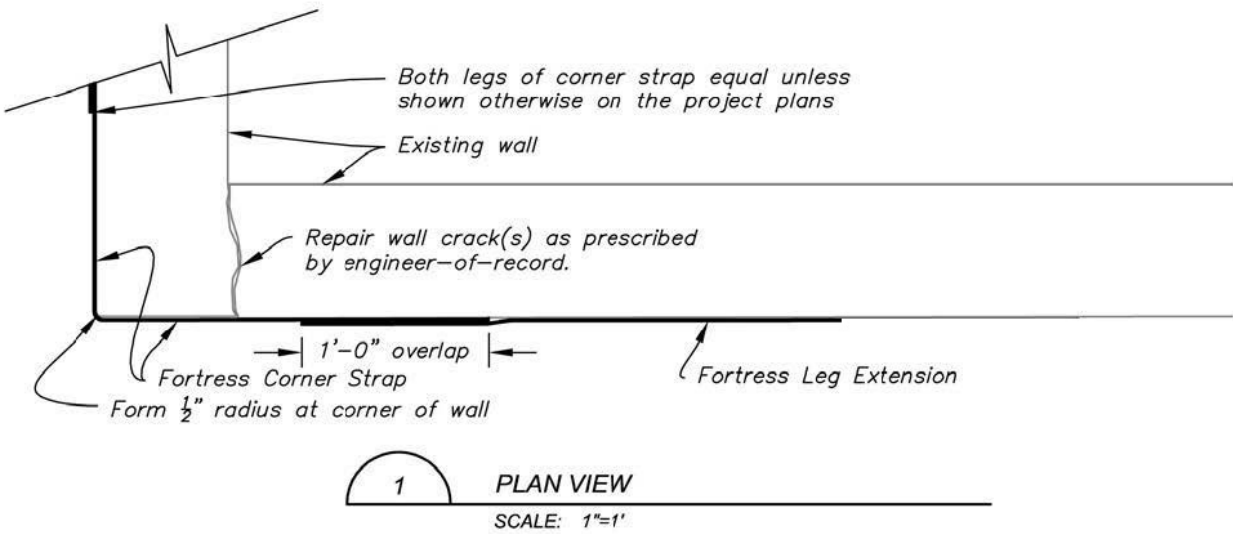 Both legs of corner strap equal unless
shown otherwise on the project plans
Existing wall
Repair wall crack(s) as prescribed
by engineer-of-record.
1'-0" overlap
Fortress Corner Strap
Fortress Leg Extension
Form ½" radius at corner of wall
1
PLAN VIEW
SCALE: 1"=1'